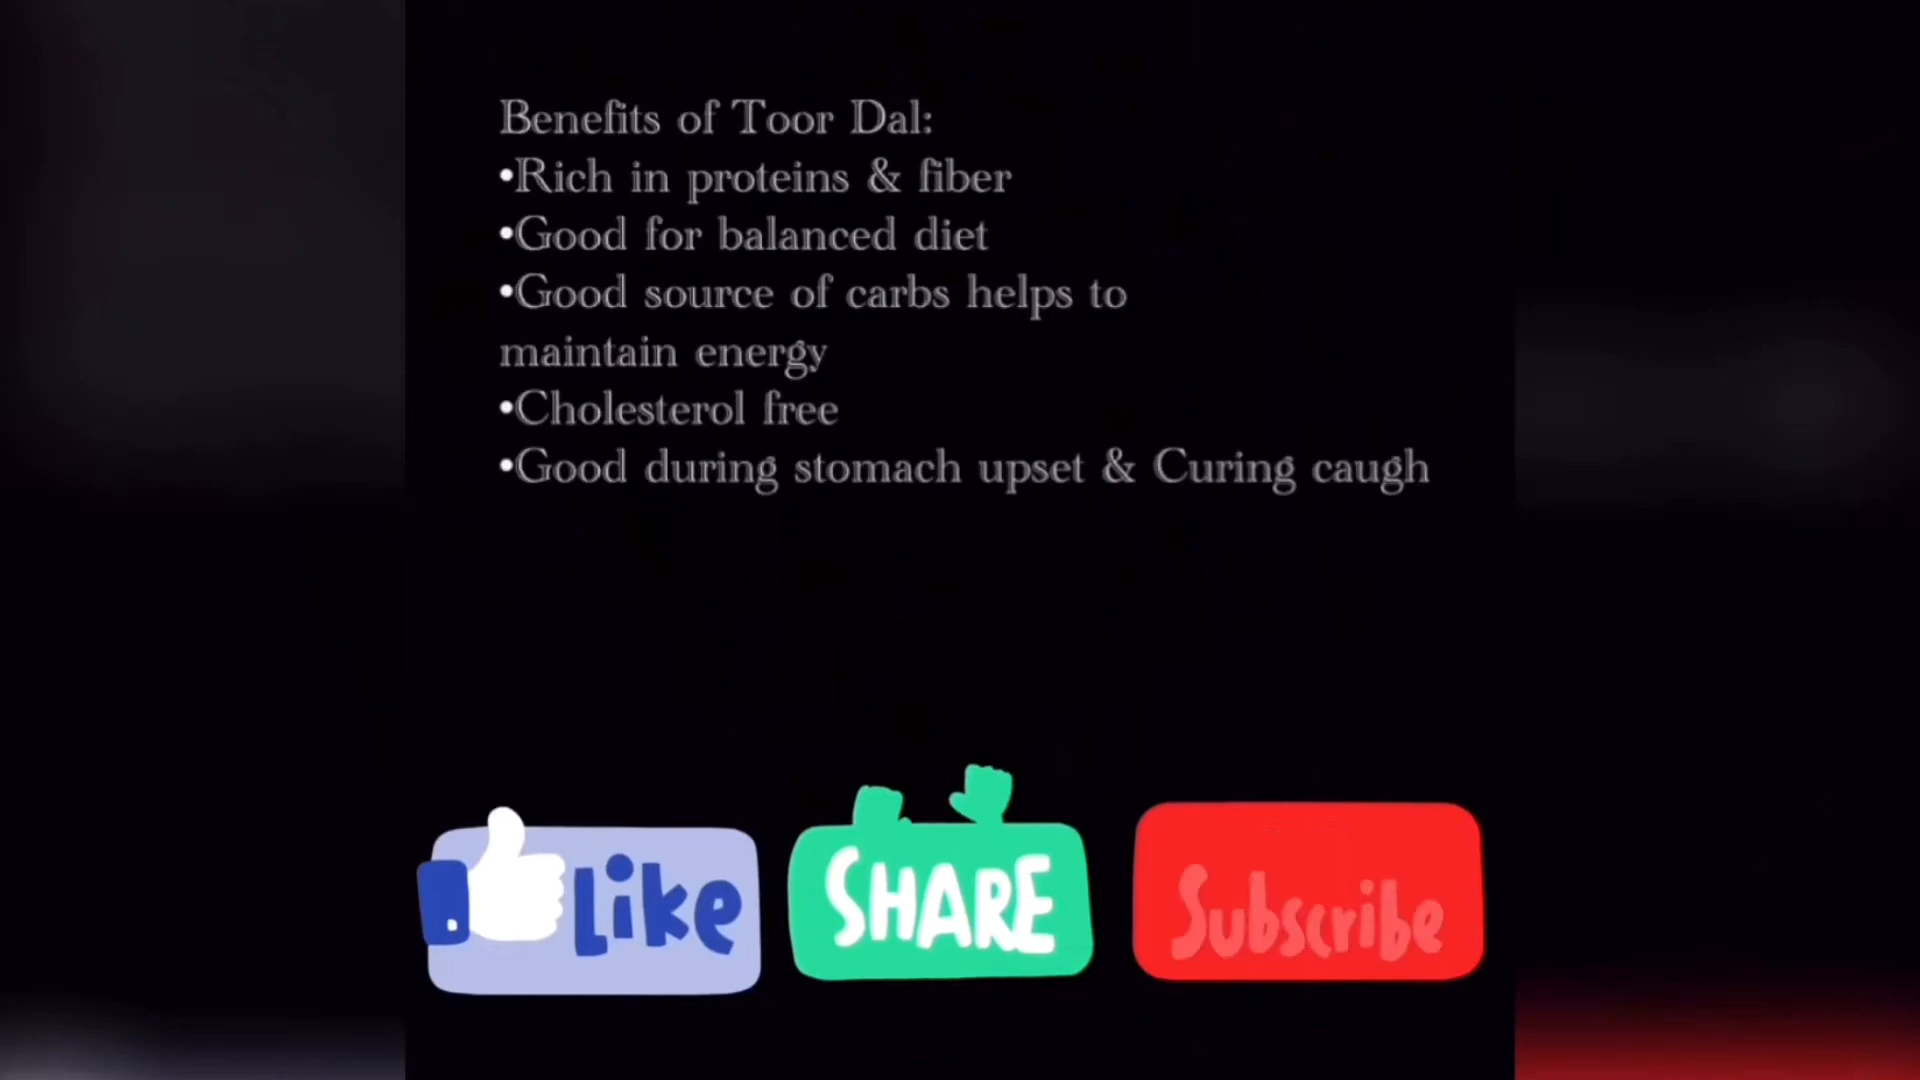 Benefits of Toor Dal:
•Rich in proteins & fiber
•Good for balanced diet
•Good source of carbs helps to
maintain energy
•Cholesterol free
•Good during stomach upset & Curing caugh
Like
SHARE
Subscribe